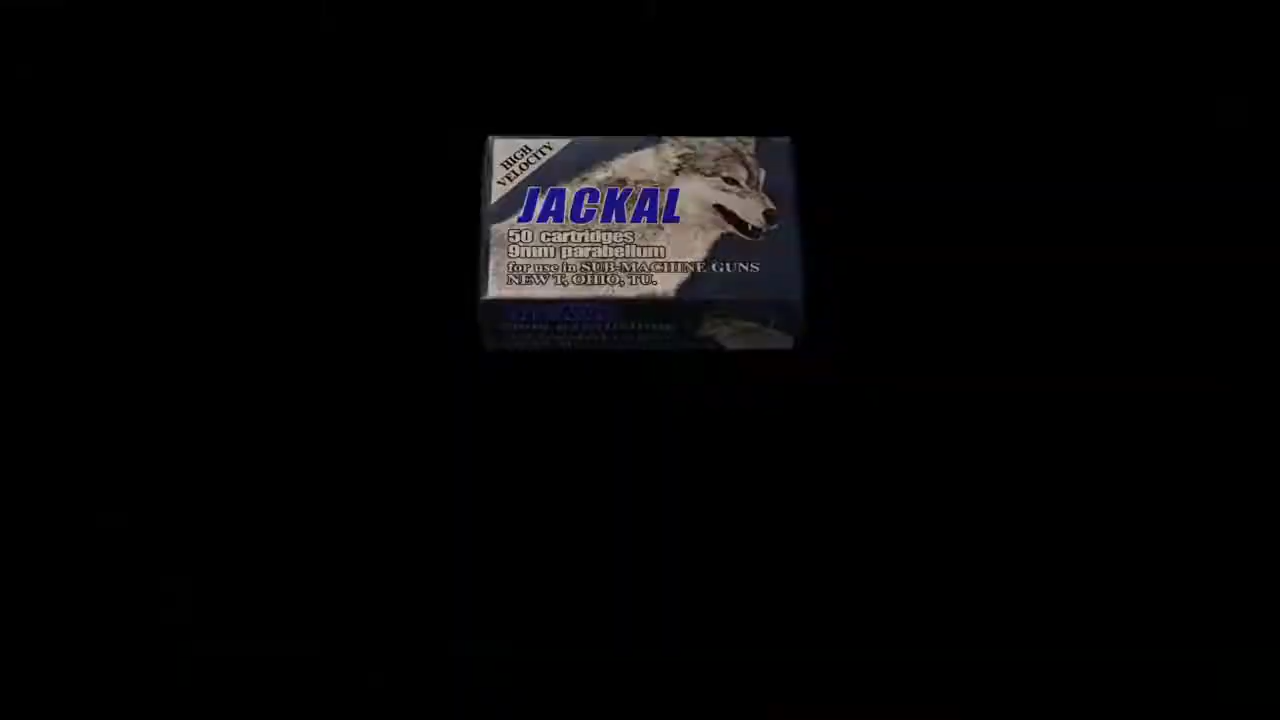 HIGH
VELOCITY
JACKAL
50 cartridges
9mm parabellum
for use in SUB-MACHINE GUNS
NEW T, OHIO, TU.